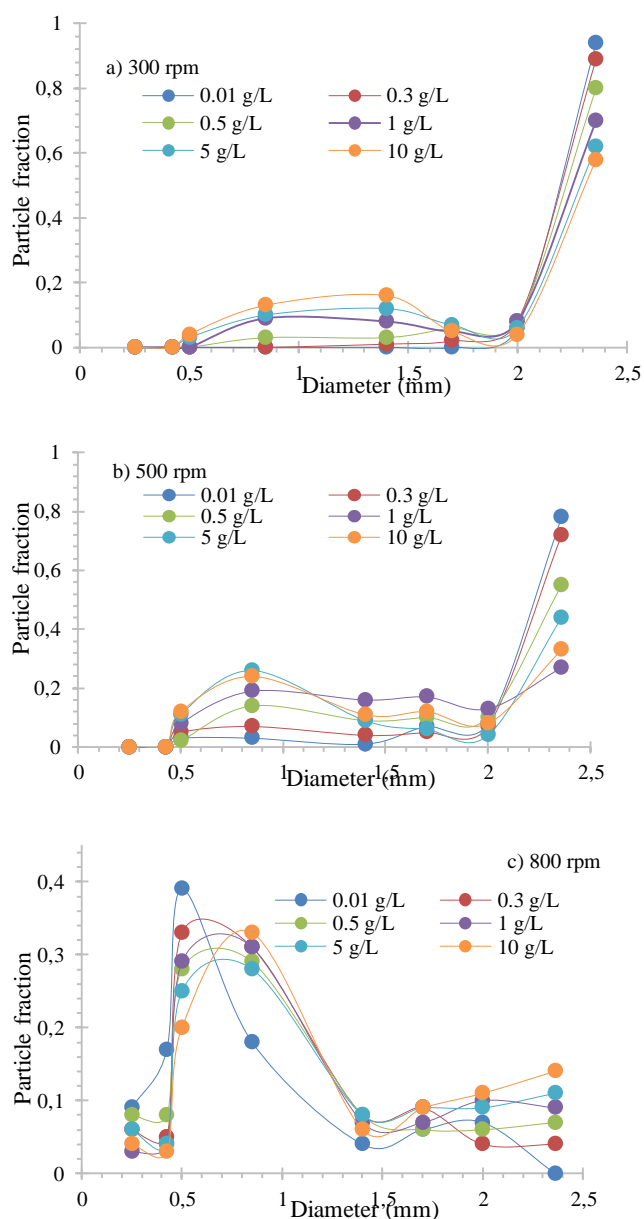 a) 300 rpm
0.01 g/L 0.3 g/L
0.5 g/L 1 g/L
5 g/L 10 g/L
Particle fraction
1
0.8
0.6
0.4
0.2
0
0 0,5 1 1,5 2 2,5
Diameter (mm)
b) 500 rpm
0.01 g/L 0.3 g/L
0.5 g/L 1 g/L
5 g/L 10 g/L
Particle fraction
1
0.8
0.6
0.4
0.2
0
0 0,5 1 1,5 2 2,5
Diameter (mm)
c) 800 rpm
0.01 g/L 0.3 g/L
0.5 g/L 1 g/L
5 g/L 10 g/L
Particle fraction
0.4
0.3
0.2
0.1
0
0 0,5 1 1,5 2 2,5
Diameter (mm)